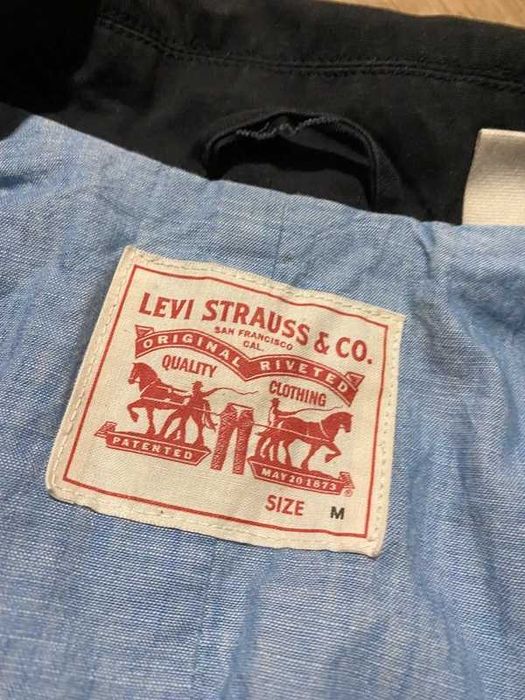 LEVI STRAUSS & CO.
SAN FRANCISCO
CAL.
ORIGINAL RIVETED
QUALITY CLOTHING
PATENTED MAY 20 1873 ®
SIZE M